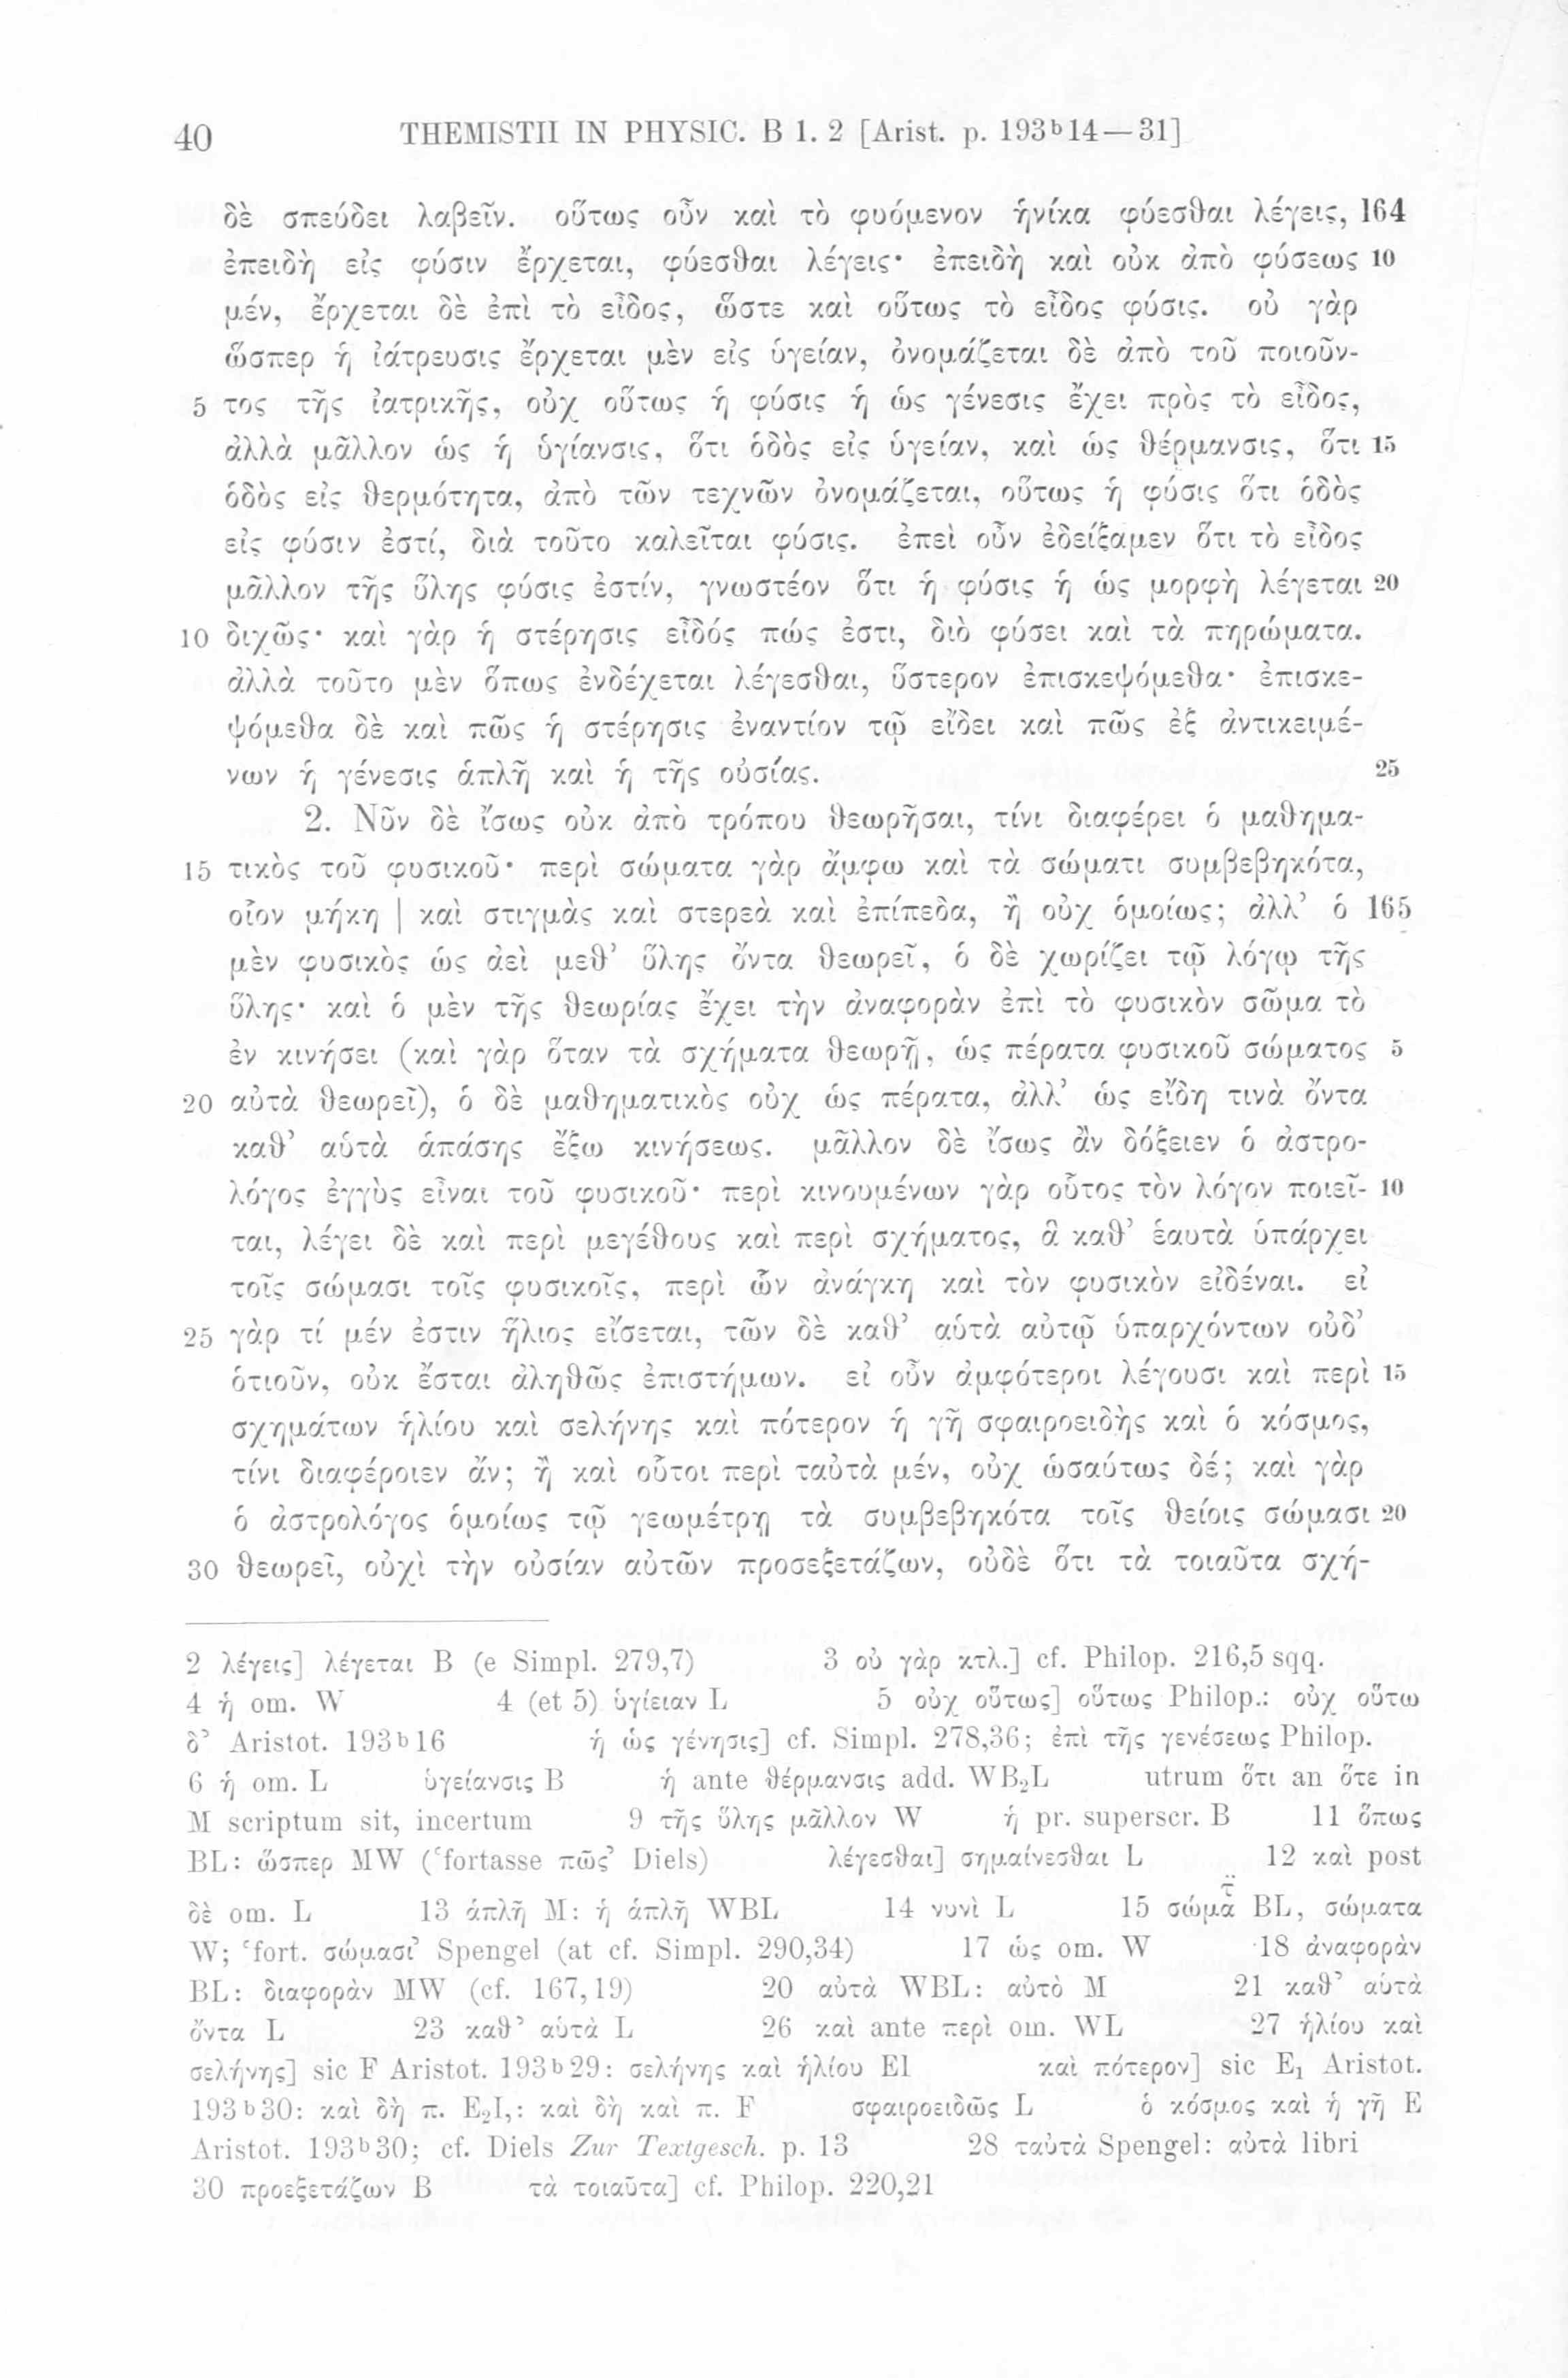 40 THEMISTII IN PHYSIC. B 1. 2 [Arist. p. 193ᵇ14—31]
δὲ σπεύδει λαβεῖν. οὕτως οὖν καὶ τὸ φυόμενον ἡνίκα φύεσθαι λέγεις, 164
ἐπειδὴ εἰς φύσιν ἔρχεται, φύεσθαι λέγεις· ἐπειδὴ καὶ οὐκ ἀπὸ φύσεως 10
μέν, ἔρχεται δὲ ἐπὶ τὸ εἶδος, ὥστε καὶ οὕτως τὸ εἶδος φύσις. οὐ γὰρ
ὥσπερ ἡ ἰάτρευσις ἔρχεται μὲν εἰς ὑγείαν, ὀνομάζεται δὲ ἀπὸ τοῦ ποιοῦν-
5 τος τῆς ἰατρικῆς, οὐχ οὕτως ἡ φύσις ἡ ὡς γένεσις ἔχει πρὸς τὸ εἶδος,
ἀλλὰ μᾶλλον ὡς ἡ ὑγίανσις, ὅτι ὁδὸς εἰς ὑγείαν, καὶ ὡς θέρμανσις, ὅτι 15
ὁδὸς εἰς θερμότητα, ἀπὸ τῶν τεχνῶν ὀνομάζεται, οὕτως ἡ φύσις ὅτι ὁδὸς
εἰς φύσιν ἐστί, διὰ τοῦτο καλεῖται φύσις. ἐπεὶ οὖν ἐδείξαμεν ὅτι τὸ εἶδος
μᾶλλον τῆς ὕλης φύσις ἐστίν, γνωστέον ὅτι ἡ φύσις ἡ ὡς μορφὴ λέγεται 20
10 διχῶς· καὶ γὰρ ἡ στέρησις εἶδός πώς ἐστι, διὸ φύσει καὶ τὰ πηρώματα.
ἀλλὰ τοῦτο μὲν ὅπως ἐνδέχεται λέγεσθαι, ὕστερον ἐπισκεψόμεθα· ἐπισκε-
ψόμεθα δὲ καὶ πῶς ἡ στέρησις ἐναντίον τῷ εἴδει καὶ πῶς ἐξ ἀντικειμέ-
νων ἡ γένεσις ἁπλῆ καὶ ἡ τῆς οὐσίας. 25
2. Νῦν δὲ ἴσως οὐκ ἀπὸ τρόπου θεωρῆσαι, τίνι διαφέρει ὁ μαθημα-
15 τικὸς τοῦ φυσικοῦ· περὶ σώματα γὰρ ἄμφω καὶ τὰ σώματι συμβεβηκότα,
οἷον μήκη | καὶ στιγμὰς καὶ στερεὰ καὶ ἐπίπεδα, ἢ οὐχ ὁμοίως; ἀλλ’ ὁ 165
μὲν φυσικὸς ὡς ἀεὶ μεθ’ ὕλης ὄντα θεωρεῖ, ὁ δὲ χωρίζει τῷ λόγῳ τῆς
ὕλης· καὶ ὁ μὲν τῆς θεωρίας ἔχει τὴν ἀναφορὰν ἐπὶ τὸ φυσικὸν σῶμα τὸ
ἐν κινήσει (καὶ γὰρ ὅταν τὰ σχήματα θεωρῇ, ὡς πέρατα φυσικοῦ σώματος 5
20 αὐτὰ θεωρεῖ), ὁ δὲ μαθηματικὸς οὐχ ὡς πέρατα, ἀλλ’ ὡς εἴδη τινὰ ὄντα
καθ’ αὑτὰ ἁπάσης ἔξω κινήσεως. μᾶλλον δὲ ἴσως ἂν δόξειεν ὁ ἀστρο-
λόγος ἐγγὺς εἶναι τοῦ φυσικοῦ· περὶ κινουμένων γὰρ οὗτος τὸν λόγον ποιεῖ- 10
ται, λέγει δὲ καὶ περὶ μεγέθους καὶ περὶ σχήματος, ἃ καθ’ ἑαυτὰ ὑπάρχει
τοῖς σώμασι τοῖς φυσικοῖς, περὶ ὧν ἀνάγκη καὶ τὸν φυσικὸν εἰδέναι. εἰ
25 γὰρ τί μέν ἐστιν ἥλιος εἴσεται, τῶν δὲ καθ’ αὑτὰ αὐτῷ ὑπαρχόντων οὐδ’
ὁτιοῦν, οὐκ ἔσται ἀληθῶς ἐπιστήμων. εἰ οὖν ἀμφότεροι λέγουσι καὶ περὶ 15
σχημάτων ἡλίου καὶ σελήνης καὶ πότερον ἡ γῆ σφαιροειδὴς καὶ ὁ κόσμος,
τίνι διαφέροιεν ἄν; ἢ καὶ οὗτοι περὶ ταὐτὰ μέν, οὐχ ὡσαύτως δέ; καὶ γὰρ
ὁ ἀστρολόγος ὁμοίως τῷ γεωμέτρῃ τὰ συμβεβηκότα τοῖς θείοις σώμασι 20
30 θεωρεῖ, οὐχὶ τὴν οὐσίαν αὐτῶν προσεξετάζων, οὐδὲ ὅτι τὰ τοιαῦτα σχή-
2 λέγεις] λέγεται B (e Simpl. 279,7) 3 οὐ γὰρ κτλ.] cf. Philop. 216,5 sqq.
4 ἡ om. W 4 (et 5) ὑγίειαν L 5 οὐχ οὕτως] οὕτως Philop.: οὐχ οὕτω
δ’ Aristot. 193ᵇ16 ἡ ὡς γένησις] cf. Simpl. 278,36; ἐπὶ τῆς γενέσεως Philop.
6 ἡ om. L ὑγείανσις B ἡ ante θέρμανσις add. WB₂L utrum ὅτι an ὅτε in
M scriptum sit, incertum 9 τῆς ὕλης μᾶλλον W ἡ pr. superscr. B 11 ὅπως
BL: ὥσπερ MW (‘fortasse πῶς’ Diels) λέγεσθαι] σημαίνεσθαι L 12 καὶ post
δὲ om. L 13 ἁπλῆ M: ἡ ἁπλῆ WBL 14 νυνὶ L 15 σώμα̈τ BL, σώματα
W; ‘fort. σώμασι’ Spengel (at cf. Simpl. 290,34) 17 ὡς om. W 18 ἀναφορὰν
BL: διαφορὰν MW (cf. 167,19) 20 αὐτὰ WBL: αὐτὸ M 21 καθ’ αὑτὰ
ὄντα L 23 καθ’ αὑτὰ L 26 καὶ ante περὶ om. WL 27 ἡλίου καὶ
σελήνης] sic F Aristot. 193ᵇ29: σελήνης καὶ ἡλίου EI καὶ πότερον] sic E₁ Aristot.
193ᵇ30: καὶ δὴ π. E₂I,: καὶ δὴ καὶ π. F σφαιροειδῶς L ὁ κόσμος καὶ ἡ γῆ E
Aristot. 193ᵇ30; cf. Diels Zur Textgesch. p. 13 28 ταὐτὰ Spengel: αὐτὰ libri
30 προεξετάζων B τὰ τοιαῦτα] cf. Philop. 220,21